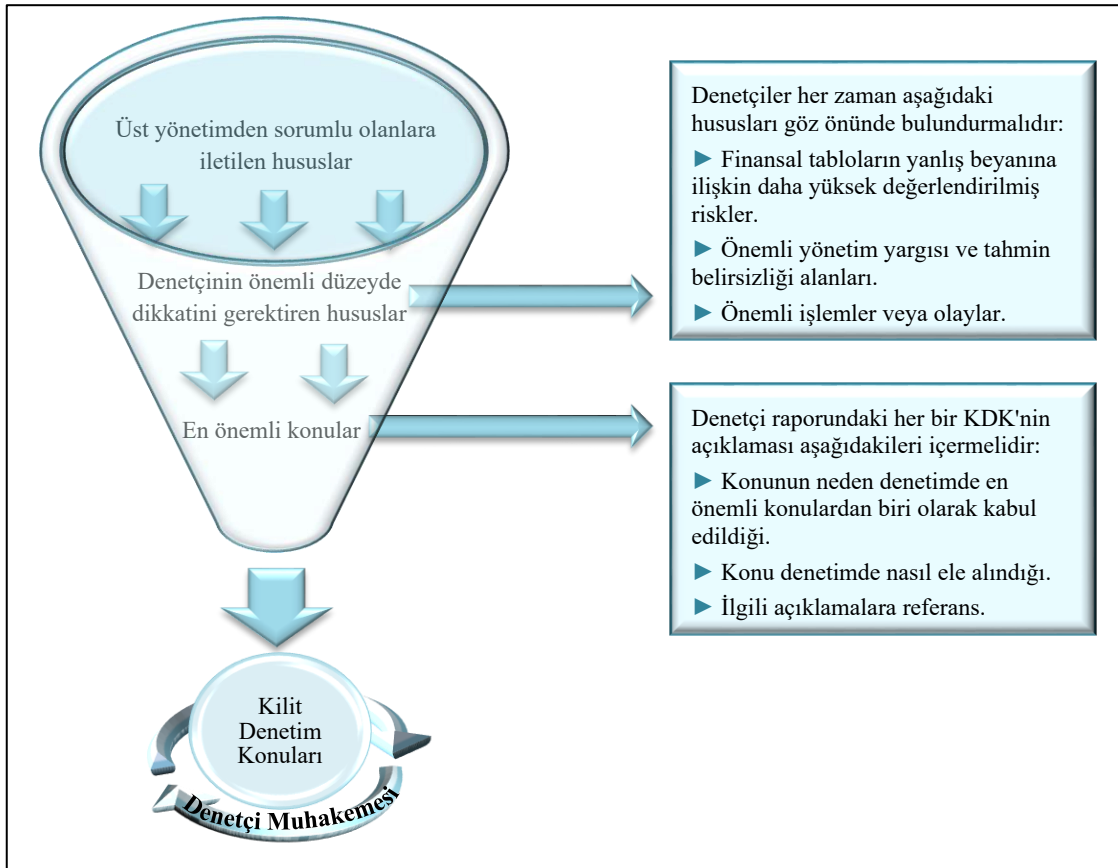 Üst yönetimden sorumlu olanlara
iletilen hususlar
Denetçinin önemli düzeyde
dikkatini gerektiren hususlar
En önemli konular
Denetçiler her zaman aşağıdaki
hususları göz önünde bulundurmalıdır:
► Finansal tabloların yanlış beyanına
ilişkin daha yüksek değerlendirilmiş
riskler.
► Önemli yönetim yargısı ve tahmin
belirsizliği alanları.
► Önemli işlemler veya olaylar.
Denetçi raporundaki her bir KDK'nin
açıklaması aşağıdakileri içermelidir:
► Konunun neden denetimde en
önemli konulardan biri olarak kabul
edildiği.
► Konu denetimde nasıl ele alındığı.
► İlgili açıklamalara referans.
Kilit
Denetim
Konuları
Denetçi Muhakemesi